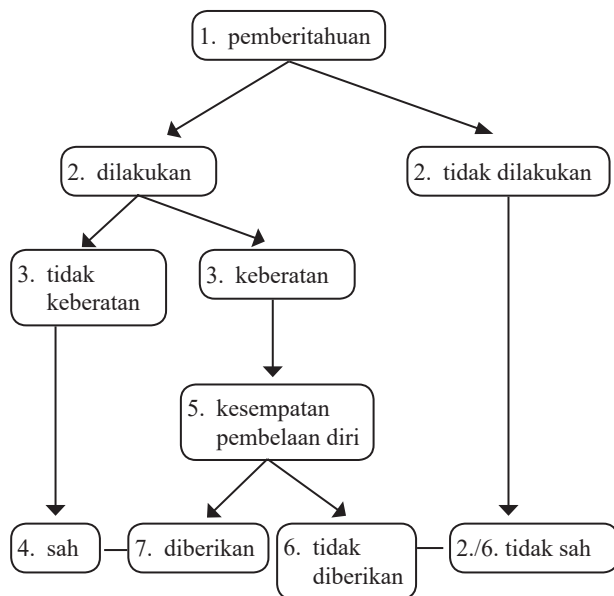 1. pemberitahuan
2. dilakukan
2. tidak dilakukan
3. tidak
keberatan
3. keberatan
5. kesempatan
pembelaan diri
4. sah
7. diberikan
6. tidak
diberikan
2./6. tidak sah